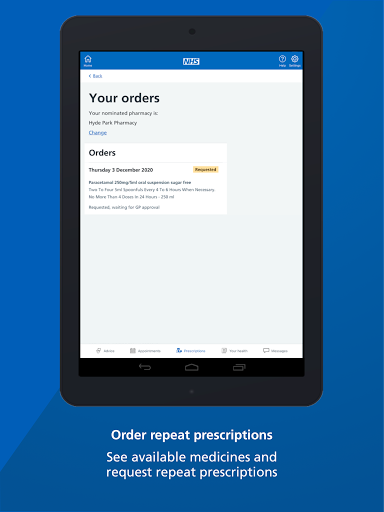 Home
NHS
Help
Settings
< Back
Your orders
Your nominated pharmacy is:
Hyde Park Pharmacy
Change
Orders
Thursday 3 December 2020
Requested
Paracetamol 250mg/5ml oral suspension sugar free
Two To Four 5ml Spoonfuls Every 4 To 6 Hours When Necessary.
No More Than 4 Doses In 24 Hours - 250 ml
Requested, waiting for GP approval
Advice
Appointments
Prescriptions
Your health
Messages
Order repeat prescriptions
See available medicines and
request repeat prescriptions